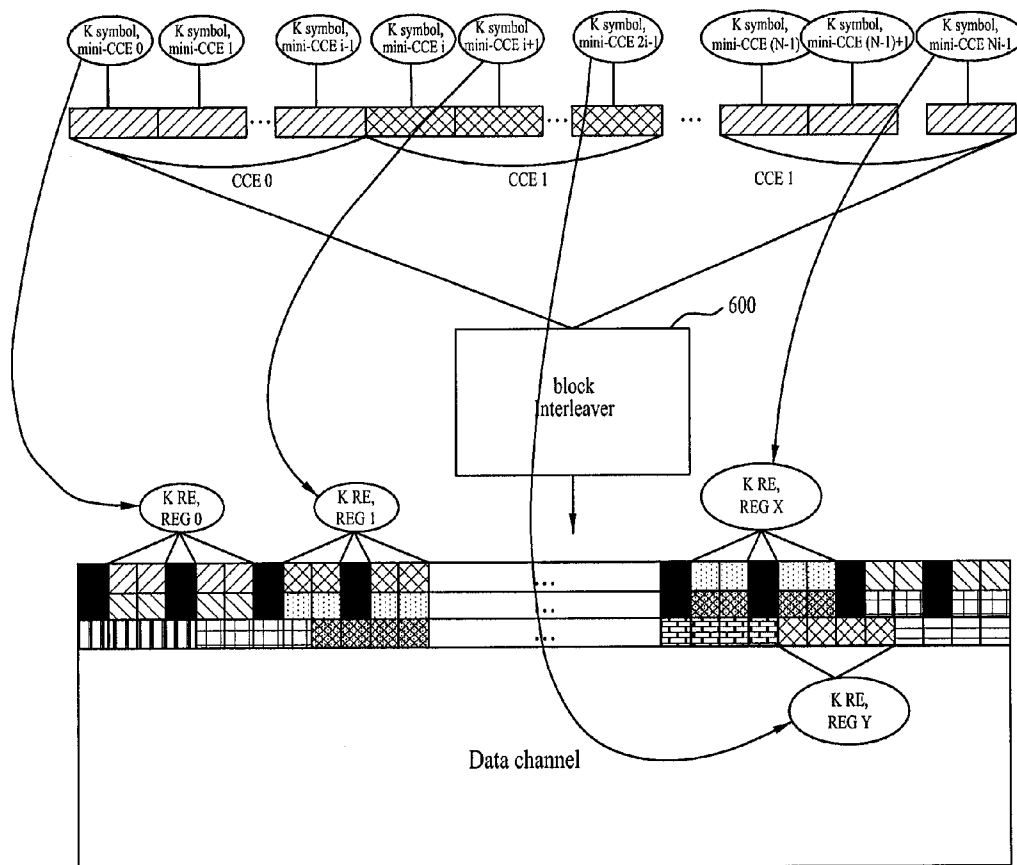 K symbol,
mini-CCE 0
K symbol,
mini-CCE 1
K symbol,
mini-CCE i-1
K symbol,
mini-CCE i
K symbol
mini-CCE i+1
K symbol,
mini-CCE 2i-1
K symbol,
mini-CCE (N-1)
K symbol,
mini-CCE (N-1)+1
K symbol,
mini-CCE Ni-1
...
...
...
CCE 0
CCE 1
CCE 1
600
block
Interleaver
K RE,
REG 0
K RE,
REG 1
K RE,
REG X
...
...
...
K RE,
REG Y
Data channel